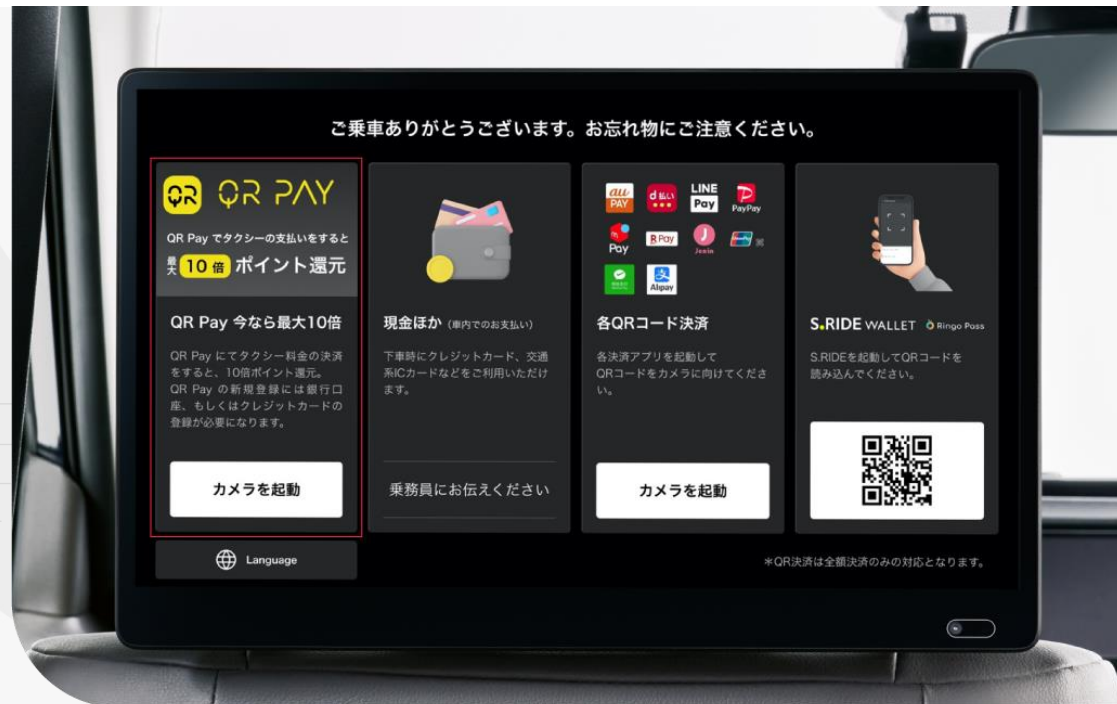 ご乗車ありがとうございます。お忘れ物にご注意ください。
QR QR PAY
QR Pay でタクシーの支払いをすると
最大 10 倍 ポイント還元
QR Pay 今なら最大10倍
QR Pay にてタクシー料金の決済
をすると、10倍ポイント還元。
QR Pay の新規登録には銀行口
座、もしくはクレジットカードの
登録が必要になります。
カメラを起動
Language
現金ほか (車内でのお支払い)
下車時にクレジットカード、交通
系ICカードなどをご利用いただけ
ます。
乗務員にお伝えください
au PAY d払い LINE Pay PayPay
Pay R Pay J Jcoin
Alipay
各QRコード決済
各決済アプリを起動して
QRコードをカメラに向けてくださ
い。
カメラを起動
S.RIDE WALLET Ringo Pass
S.RIDEを起動してQRコードを
読み込んでください。
*QR決済は全額決済のみの対応となります。